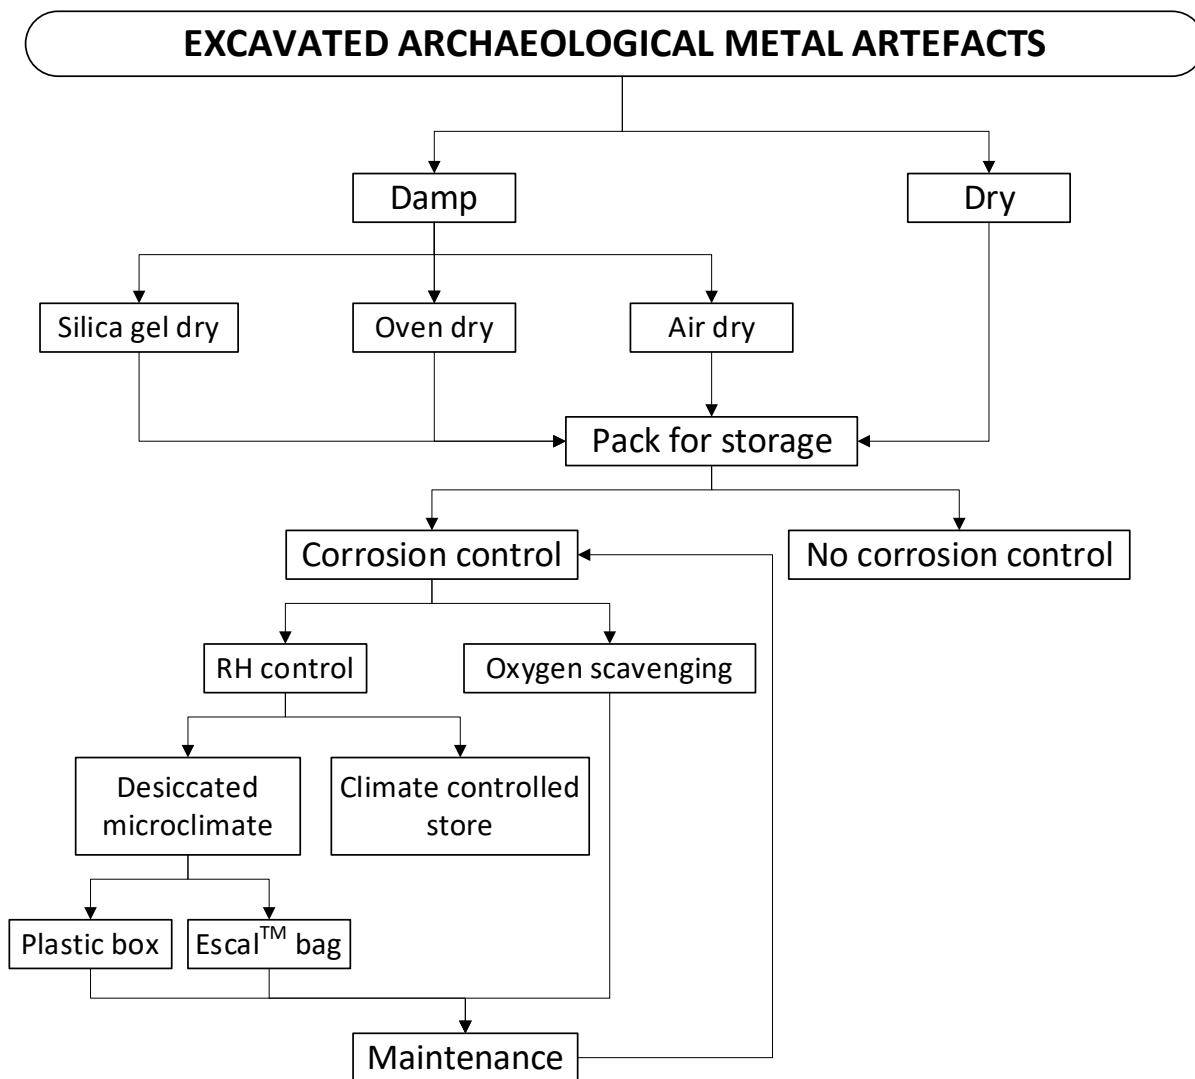 EXCAVATED ARCHAEOLOGICAL METAL ARTEFACTS
Damp
Dry
Silica gel dry
Oven dry
Air dry
Pack for storage
Corrosion control
No corrosion control
RH control
Oxygen scavenging
Desiccated
microclimate
Climate controlled
store
Plastic box
Escal™ bag
Maintenance